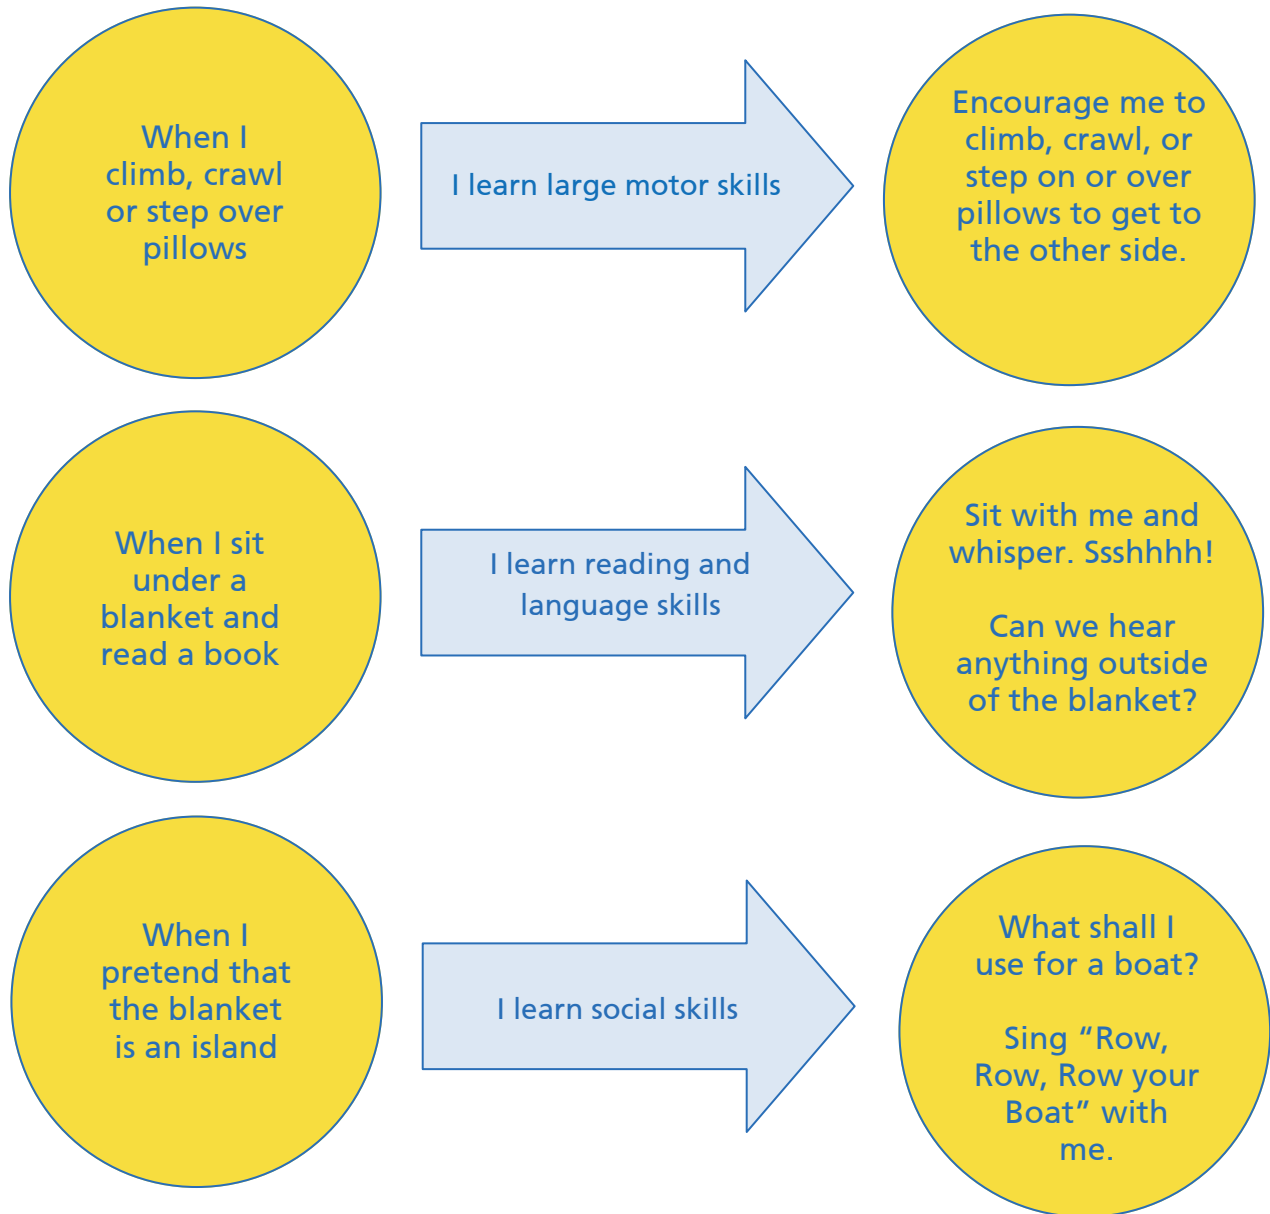 When I
climb, crawl
or step over
pillows
I learn large motor skills
Encourage me to
climb, crawl, or
step on or over
pillows to get to
the other side.
When I sit
under a
blanket and
read a book
I learn reading and
language skills
Sit with me and
whisper. Ssshhhh!
Can we hear
anything outside
of the blanket?
When I
pretend that
the blanket
is an island
I learn social skills
What shall I
use for a boat?
Sing “Row,
Row, Row your
Boat” with
me.